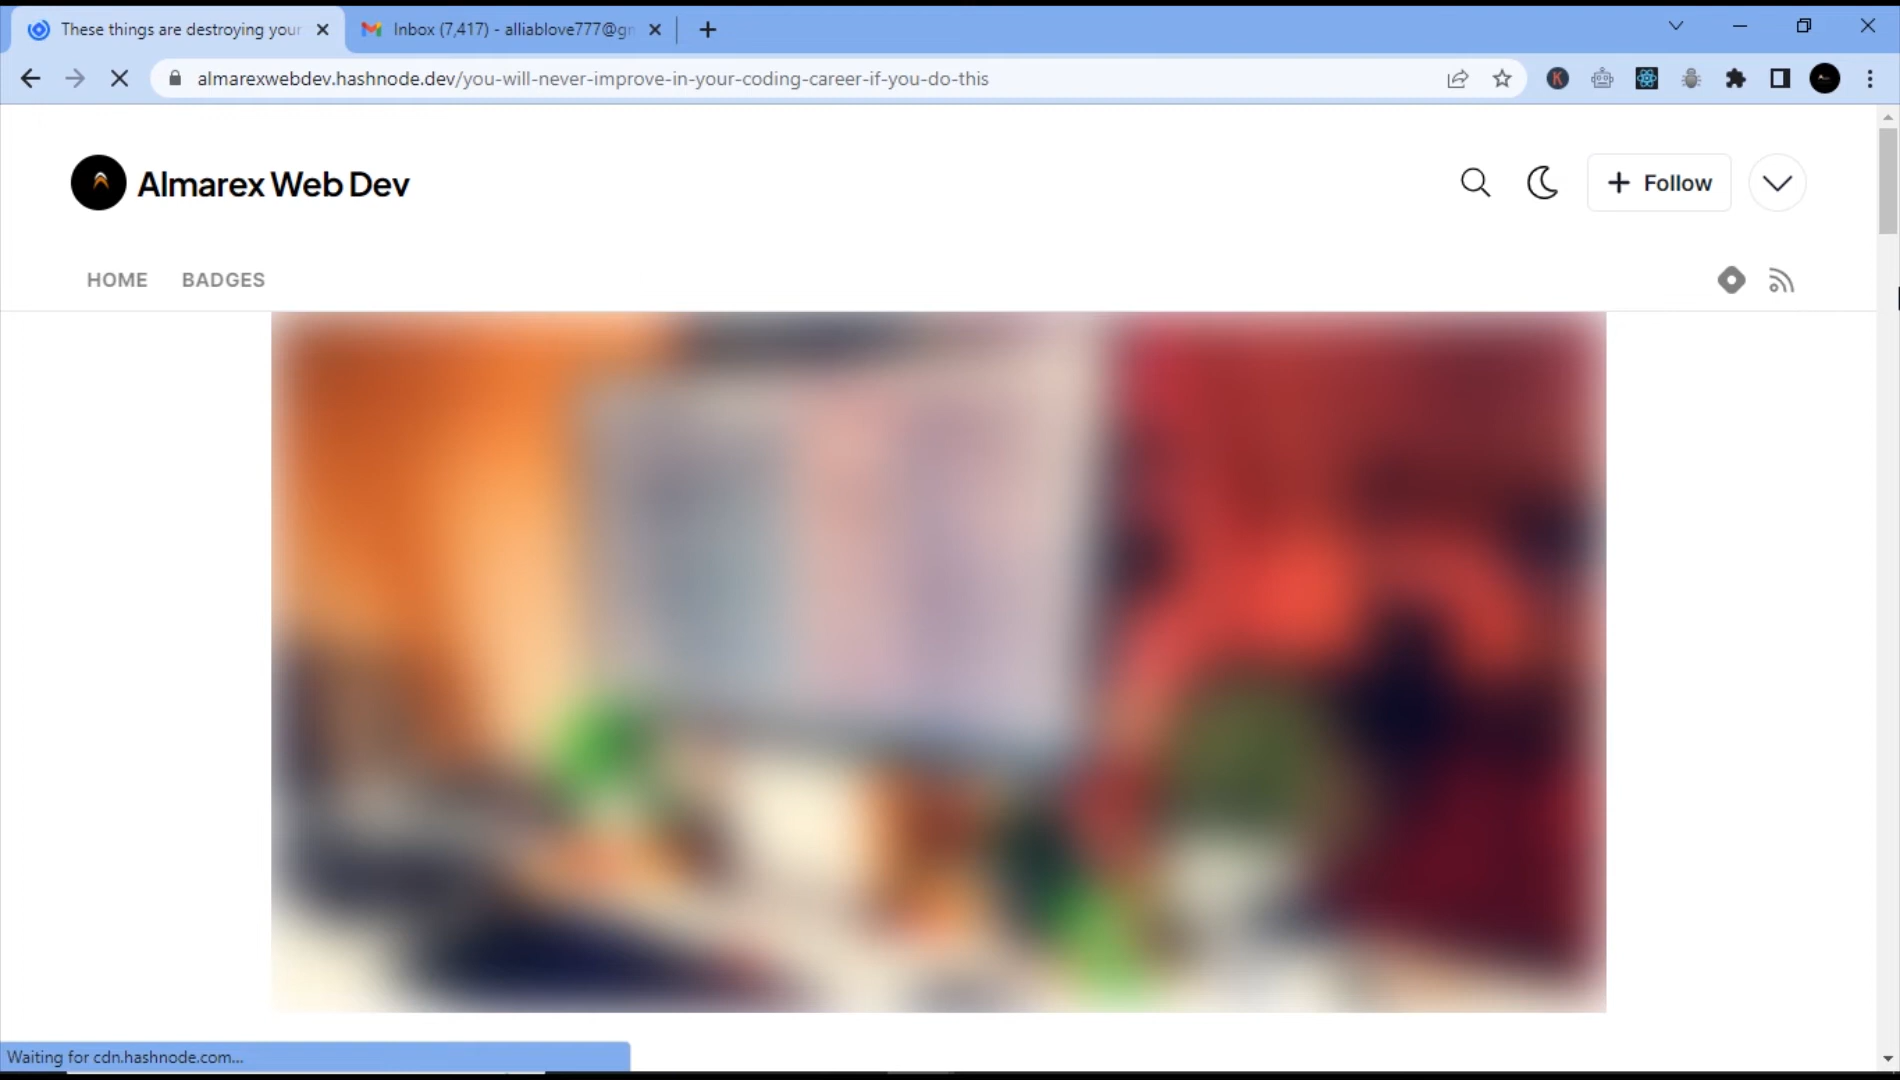 These things are destroying your
Inbox (7,417) - alliablove777@gm
almarexwebdev.hashnode.dev/you-will-never-improve-in-your-coding-career-if-you-do-this
K
Almarex Web Dev
Follow
HOME
BADGES
Waiting for cdn.hashnode.com...